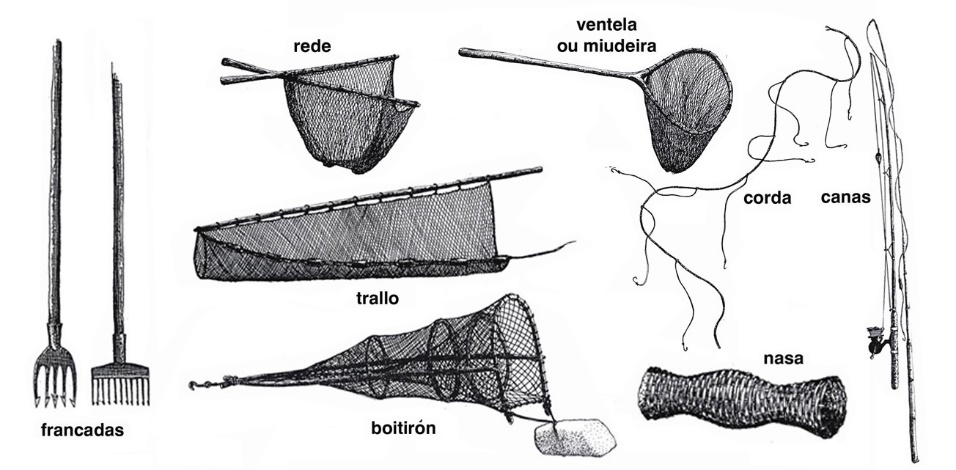 rede
ventela
ou miudeira
corda
canas
trallo
nasa
francadas
boitirón